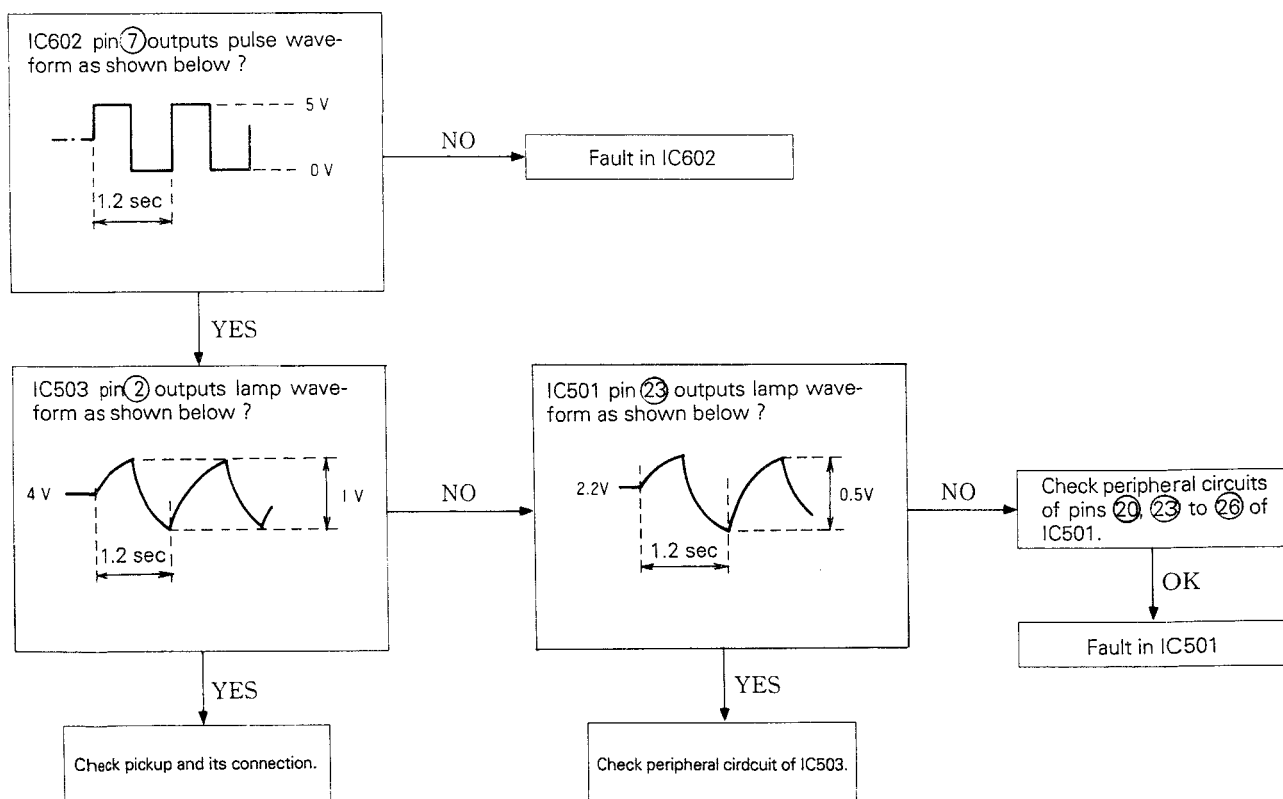 IC602 pin ⑦ outputs pulse wave-
form as shown below ?
5 V
0 V
1.2 sec
NO
Fault in IC602
YES
IC503 pin ② outputs lamp wave-
form as shown below ?
4 V
1 V
1.2 sec
NO
IC501 pin ㉓ outputs lamp wave-
form as shown below ?
2.2V
0.5V
1.2 sec
NO
Check peripheral circuits
of pins ⑳, ㉓ to ㉖ of
IC501.
OK
Fault in IC501
YES
Check pickup and its connection.
YES
Check peripheral cirdcuit of IC503.